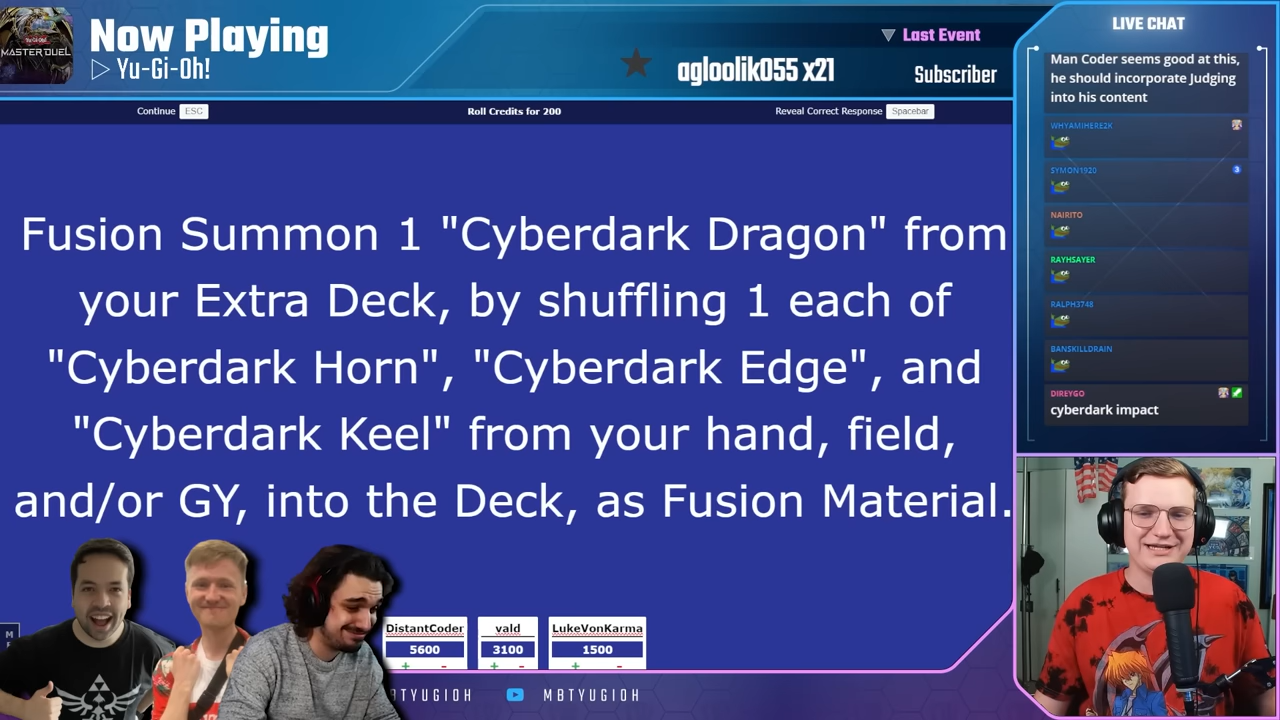 MASTER DUEL
Now Playing
Yu-Gi-Oh!
Last Event
agloolik055 x21
Subscriber
LIVE CHAT
Continue ESC
Roll Credits for 200
Reveal Correct Response Spacebar
Fusion Summon 1 "Cyberdark Dragon" from
your Extra Deck, by shuffling 1 each of
"Cyberdark Horn", "Cyberdark Edge", and
"Cyberdark Keel" from your hand, field,
and/or GY, into the Deck, as Fusion Material.
Man Coder seems good at this,
he should incorporate Judging
into his content
WHYAMIHERE2K
SYMON1920
3
NAIRITO
RAYHSAYER
RALPH3748
BANSKILLDRAIN
DIREYGO
cyberdark impact
DistantCoder
5600
+ -
vald
3100
+ -
LukeVonKarma
1500
+ -
MBTYUGIOH